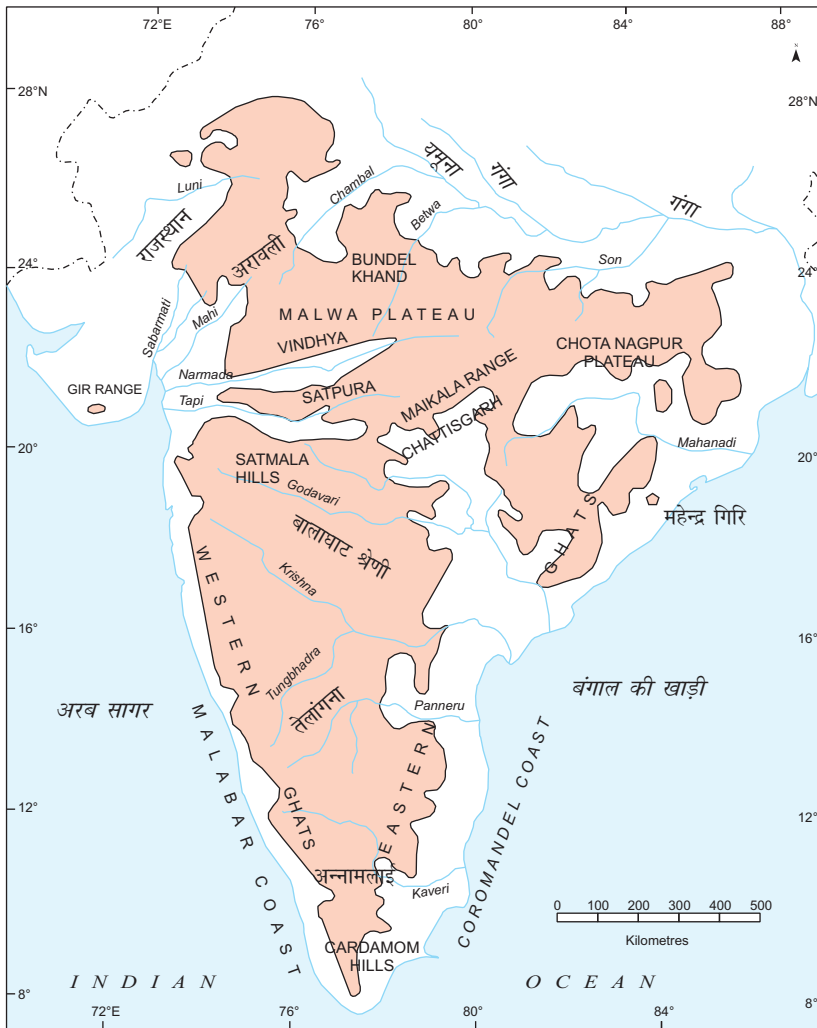 72°E
76°
80°
84°
88°
N
28°N
28°N
यमुना
गंगा
Chambal
Luni
गंगा
राजस्थान
Betwa
अरावली
BUNDEL
KHAND
Son
24°
24°
Sabarmati
Mahi
MALWA PLATEAU
VINDHYA
CHOTA NAGPUR
PLATEAU
Narmada
GIR RANGE
SATPURA
MAIKALA RANGE
Tapi
CHATTISGARH
Mahanadi
20°
20°
SATMALA
HILLS
Godavari
GHATS
महेन्द्र गिरि
बालाघाट श्रेणी
WESTERN
Krishna
16°
16°
Tungbhadra
बंगाल की खाड़ी
अरब सागर
तेलांगना
Panneru
MALABAR COAST
EASTERN
COROMANDEL COAST
12°
12°
GHATS
अन्नामलाई
Kaveri
0 100 200 300 400 500
Kilometres
CARDAMOM
HILLS
INDIAN OCEAN
8°
72°E
76°
80°
84°